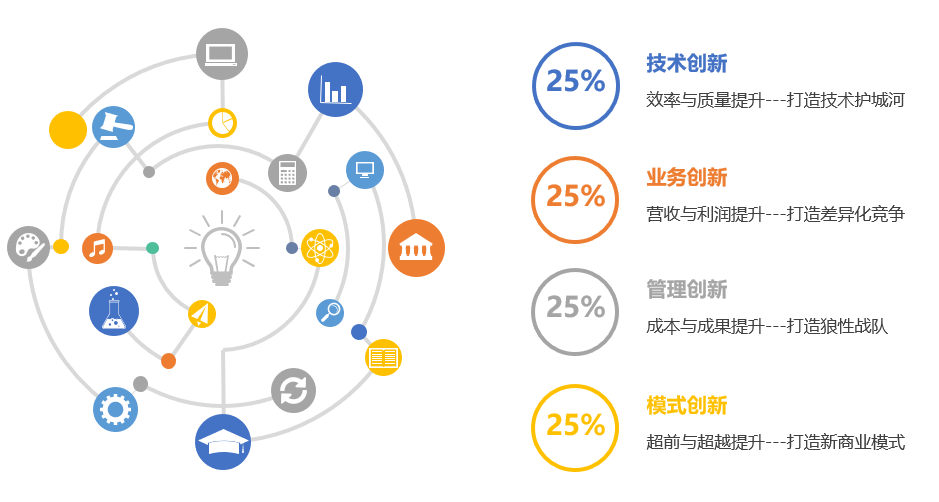 25%
技术创新
效率与质量提升---打造技术护城河
25%
业务创新
营收与利润提升---打造差异化竞争
25%
管理创新
成本与成果提升---打造狼性战队
25%
模式创新
超前与超越提升---打造新商业模式